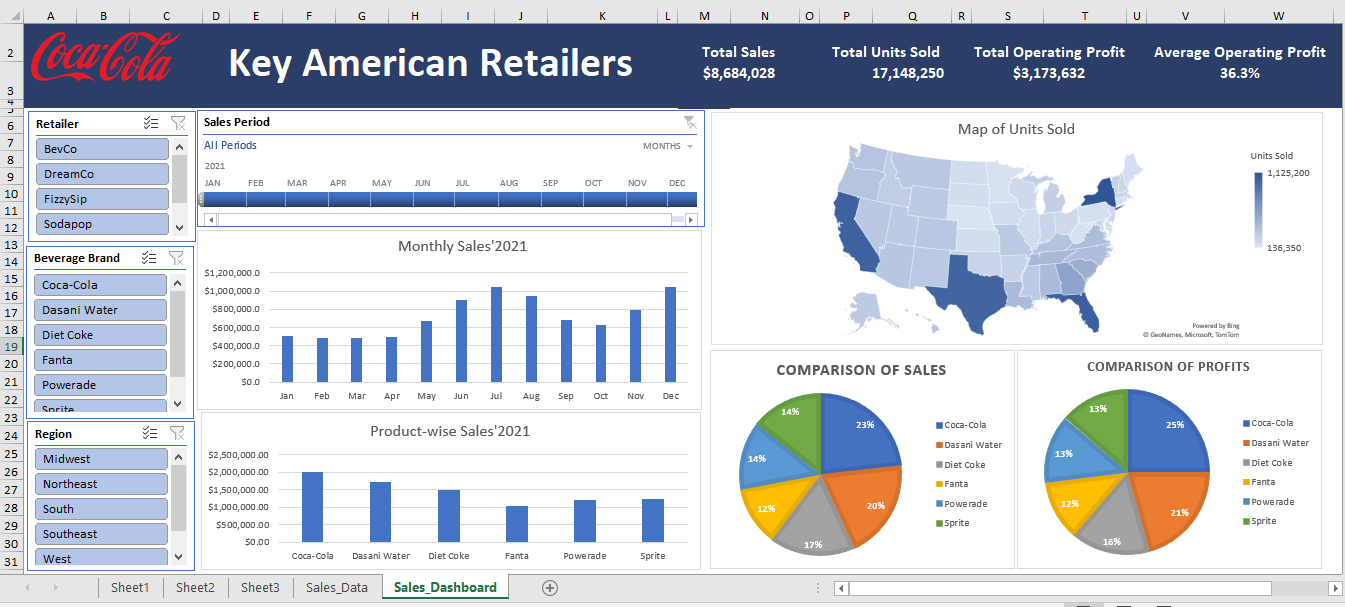 A B C D E F G H I J K L M N O P Q R S T U V W
2
3
4
5
6
7
8
9
10
11
12
13
14
15
16
17
18
19
20
21
22
23
24
25
26
27
28
29
30
31
Coca-Cola
Key American Retailers
Total Sales
$8,684,028
Total Units Sold
17,148,250
Total Operating Profit
$3,173,632
Average Operating Profit
36.3%
Retailer
BevCo
DreamCo
FizzySip
Sodapop
Beverage Brand
Coca-Cola
Dasani Water
Diet Coke
Fanta
Powerade
Sprite
Region
Midwest
Northeast
South
Southeast
West
Sales Period
All Periods
MONTHS
2021
JAN FEB MAR APR MAY JUN JUL AUG SEP OCT NOV DEC
Monthly Sales'2021
$1,200,000.0
$1,000,000.0
$800,000.0
$600,000.0
$400,000.0
$200,000.0
$0.0
Jan Feb Mar Apr May Jun Jul Aug Sep Oct Nov Dec
Product-wise Sales'2021
$2,500,000.00
$2,000,000.00
$1,500,000.00
$1,000,000.00
$500,000.00
$0.00
Coca-Cola Dasani Water Diet Coke Fanta Powerade Sprite
Map of Units Sold
Units Sold
1,125,200
136,350
Powered by Bing
© GeoNames, Microsoft, TomTom
COMPARISON OF SALES
14%
23%
14%
20%
12%
17%
Coca-Cola
Dasani Water
Diet Coke
Fanta
Powerade
Sprite
COMPARISON OF PROFITS
13%
25%
13%
12%
21%
16%
Coca-Cola
Dasani Water
Diet Coke
Fanta
Powerade
Sprite
Sheet1 Sheet2 Sheet3 Sales_Data Sales_Dashboard